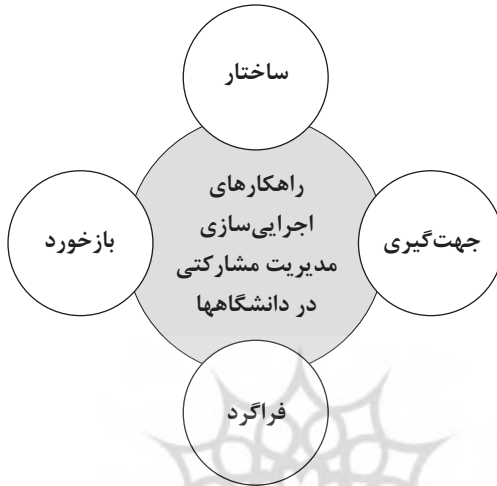 ساختار
راهکارهای
اجرایی‌سازی
مدیریت مشارکتی
در دانشگاهها
جهت‌گیری
بازخورد
فراگرد